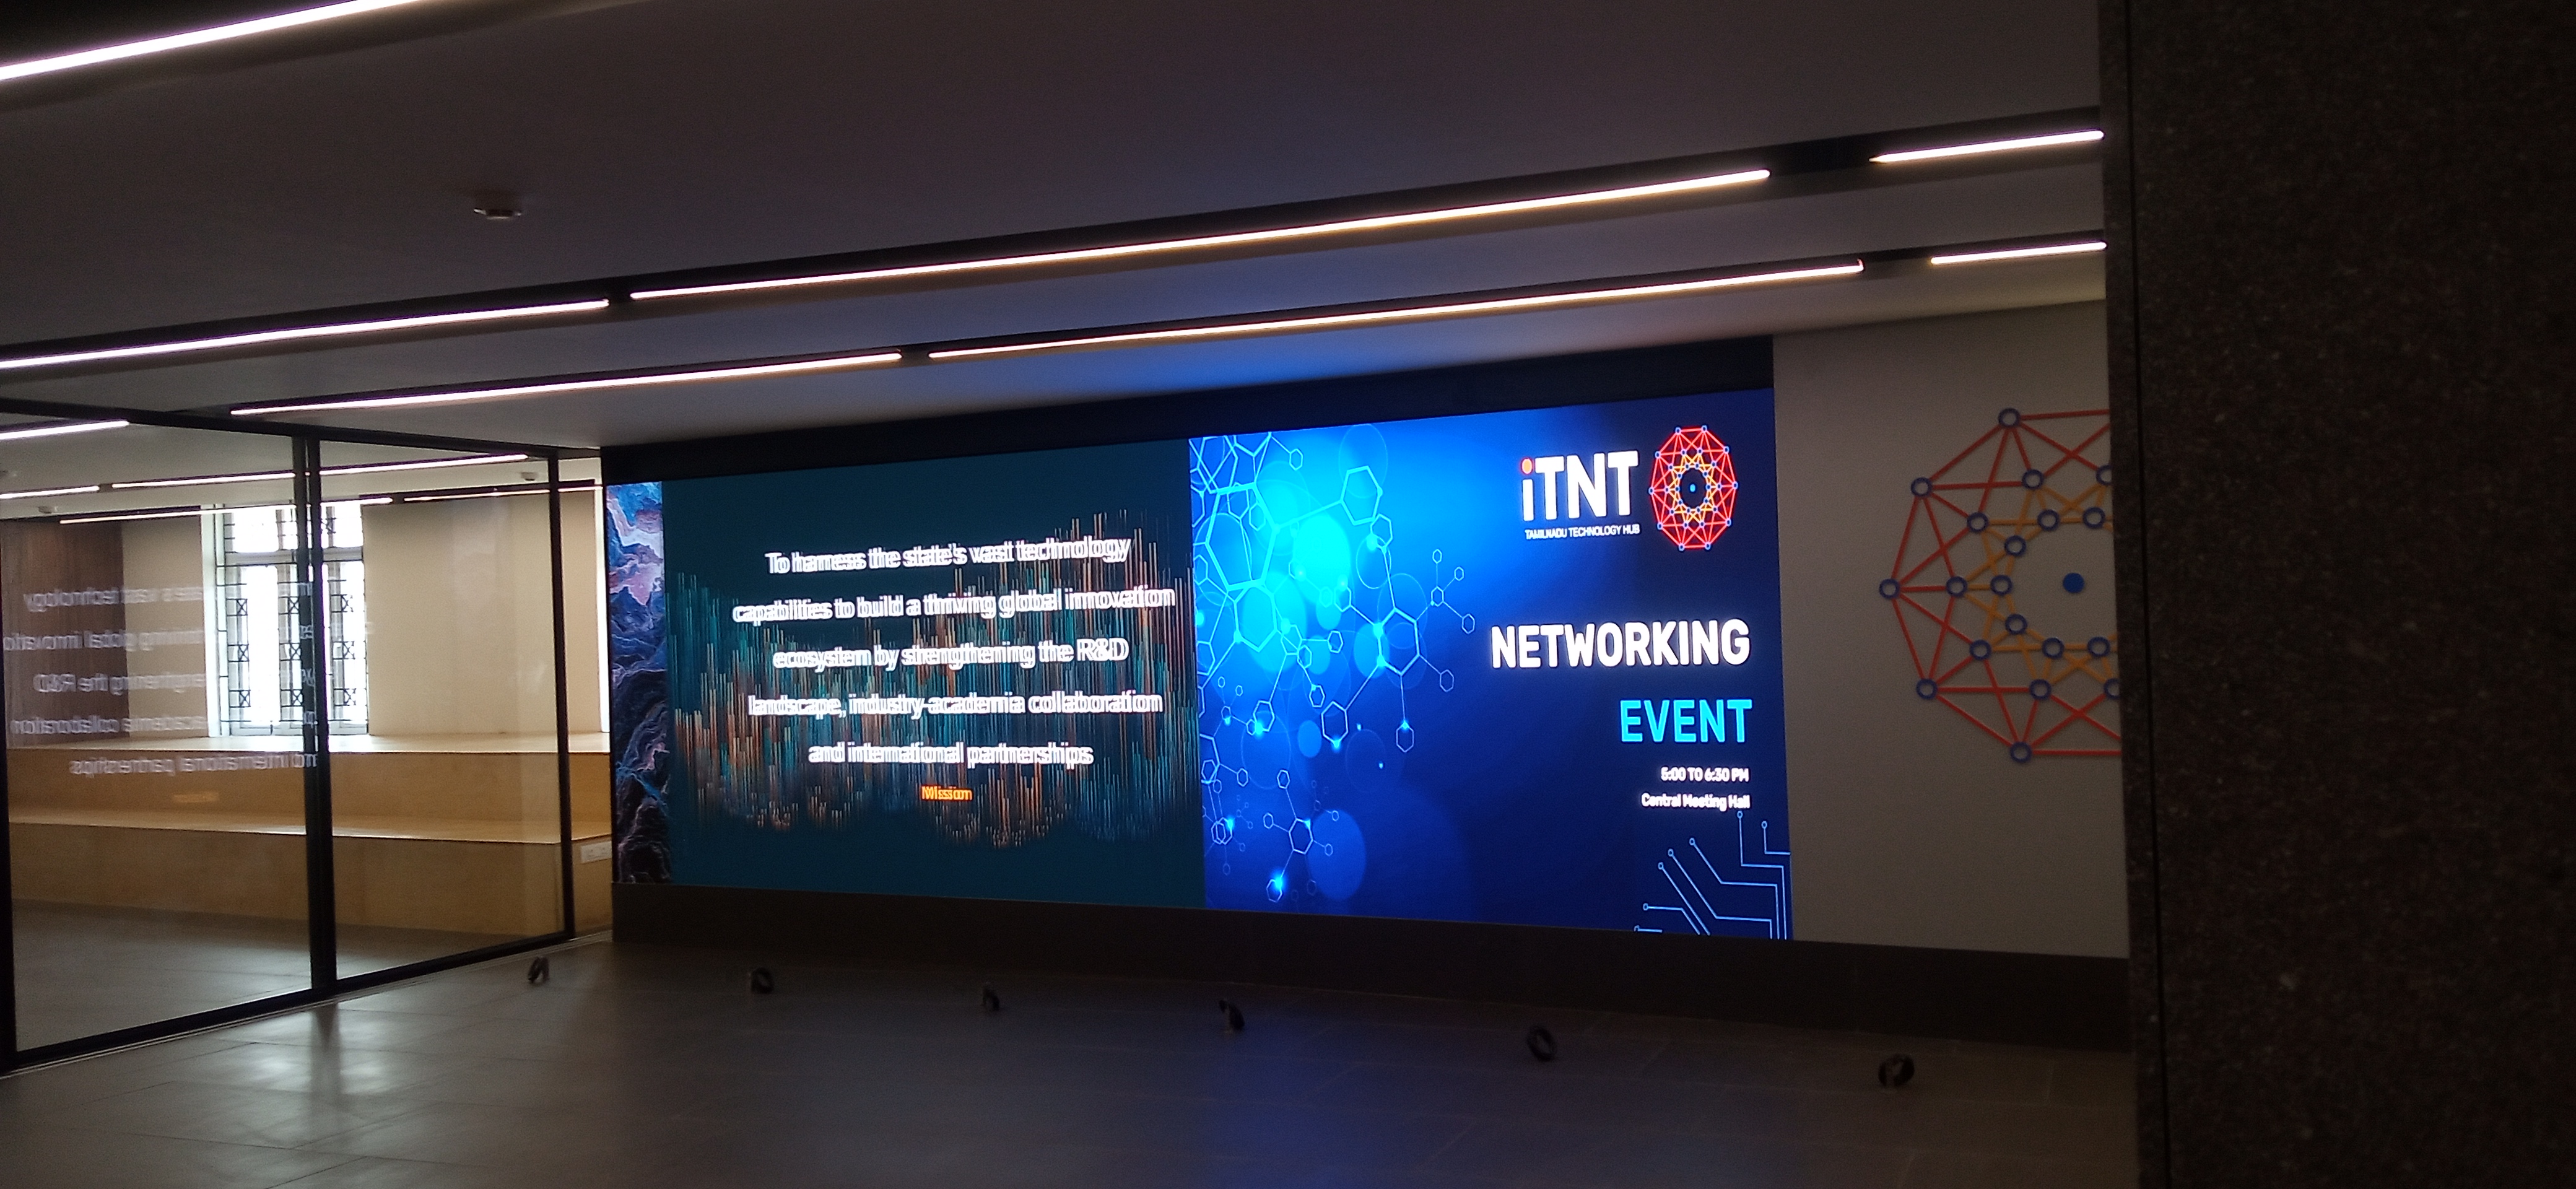 To harness the state's vast technology
capabilities to build a thriving global innovation
ecosystem by strengthening the R&D
landscape, industry-academia collaboration
and international partnerships
Mission
iTNT
TAMILNADU TECHNOLOGY HUB
NETWORKING
EVENT
5:00 TO 6:30 PM
Central Meeting Hall